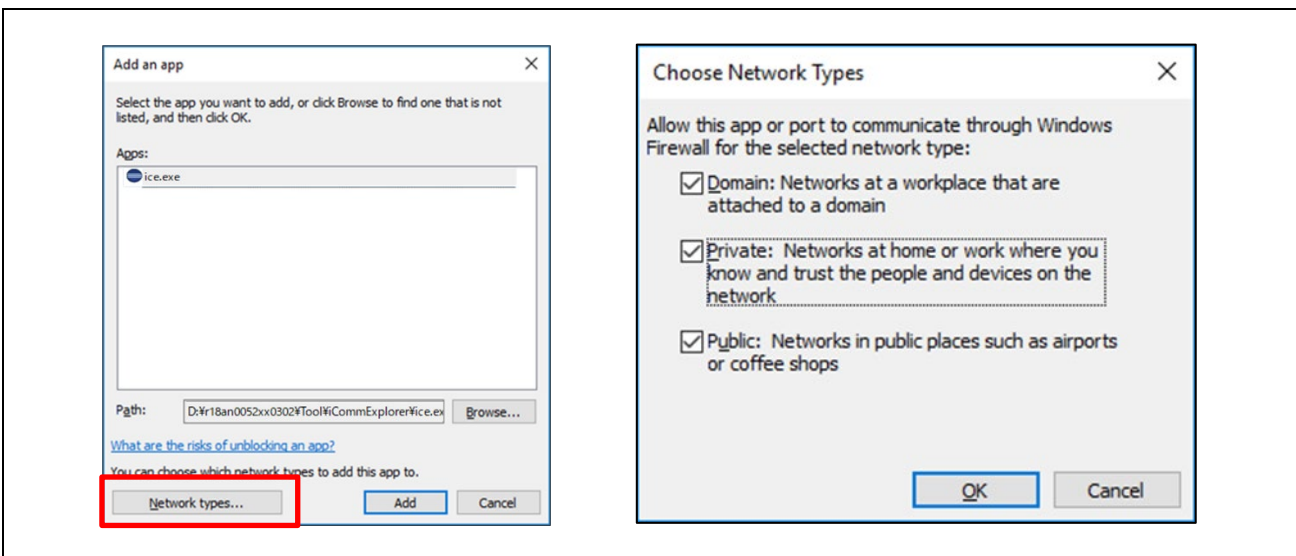 Add an app
Select the app you want to add, or click Browse to find one that is not
listed, and then click OK.
Apps:
ice.exe
Path:
D:¥r18an0052xx0302¥Tool¥iCommExplorer¥ice.ex
Browse...
What are the risks of unblocking an app?
You can choose which network types to add this app to.
Network types...
Add
Cancel
Choose Network Types
Allow this app or port to communicate through Windows
Firewall for the selected network type:
Domain: Networks at a workplace that are
attached to a domain
Private: Networks at home or work where you
know and trust the people and devices on the
network
Public: Networks in public places such as airports
or coffee shops
OK
Cancel